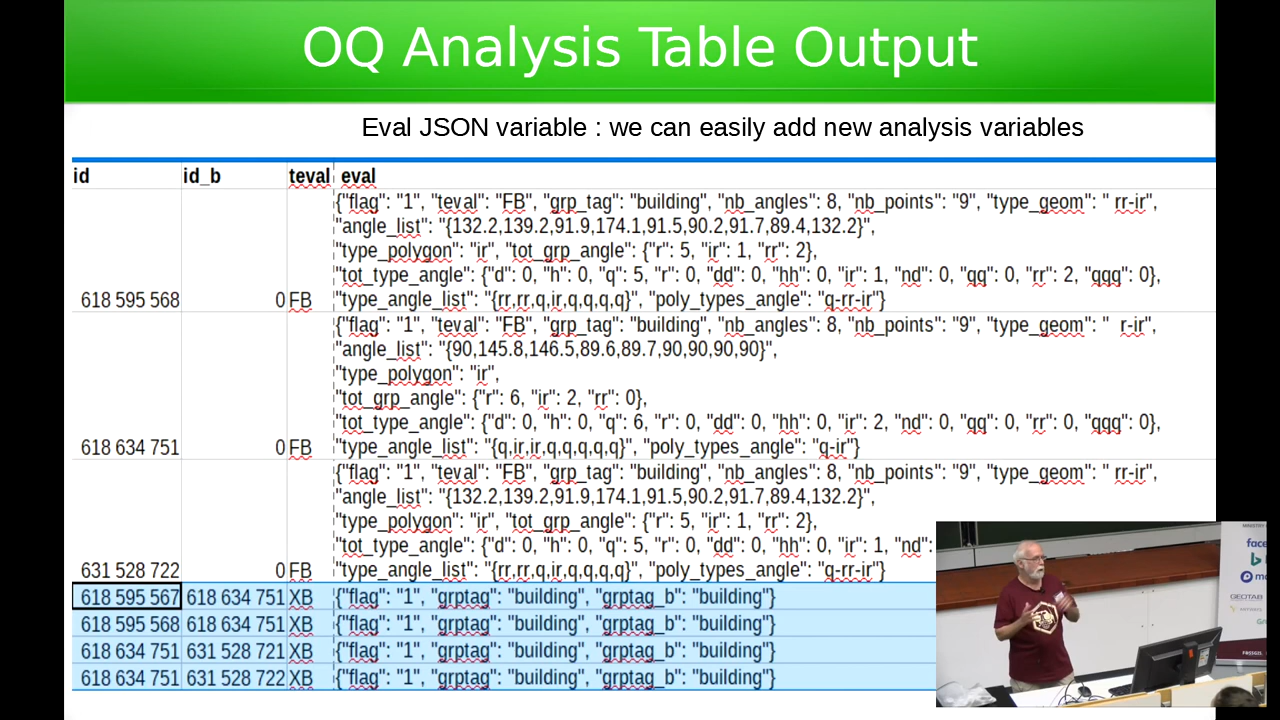 OQ Analysis Table Output
Eval JSON variable : we can easily add new analysis variables
id id_b teval eval
{"flag": "1", "teval": "FB", "grp_tag": "building", "nb_angles": 8, "nb_points": "9", "type_geom": " rr-ir",
"angle_list": "{132.2,139.2,91.9,174.1,91.5,90.2,91.7,89.4,132.2}",
"type_polygon": "ir", "tot_grp_angle": {"r": 5, "ir": 1, "rr": 2},
"tot_type_angle": {"d": 0, "h": 0, "q": 5, "r": 0, "dd": 0, "hh": 0, "ir": 1, "nd": 0, "qq": 0, "rr": 2, "qqq": 0},
618 595 568 0 FB "type_angle_list": "{rr,rr,q,ir,q,q,q,q}", "poly_types_angle": "q-rr-ir"}
{"flag": "1", "teval": "FB", "grp_tag": "building", "nb_angles": 8, "nb_points": "9", "type_geom": "  r-ir",
"angle_list": "{90,145.8,146.5,89.6,89.7,90,90,90,90}",
"type_polygon": "ir",
"tot_grp_angle": {"r": 6, "ir": 2, "rr": 0},
"tot_type_angle": {"d": 0, "h": 0, "q": 6, "r": 0, "dd": 0, "hh": 0, "ir": 2, "nd": 0, "qq": 0, "rr": 0, "qqq": 0},
618 634 751 0 FB "type_angle_list": "{q,ir,ir,q,q,q,q,q}", "poly_types_angle": "q-ir"}
{"flag": "1", "teval": "FB", "grp_tag": "building", "nb_angles": 8, "nb_points": "9", "type_geom": " rr-ir",
"angle_list": "{132.2,139.2,91.9,174.1,91.5,90.2,91.7,89.4,132.2}",
"type_polygon": "ir", "tot_grp_angle": {"r": 5, "ir": 1, "rr": 2},
"tot_type_angle": {"d": 0, "h": 0, "q": 5, "r": 0, "dd": 0, "hh": 0, "ir": 1, "nd":
631 528 722 0 FB "type_angle_list": "{rr,rr,q,ir,q,q,q,q}", "poly_types_angle": "q-rr-ir"}
618 595 567 618 634 751 XB {"flag": "1", "grptag": "building", "grptag_b": "building"}
618 595 568 618 634 751 XB {"flag": "1", "grptag": "building", "grptag_b": "building"}
618 634 751 631 528 721 XB {"flag": "1", "grptag": "building", "grptag_b": "building"}
618 634 751 631 528 722 XB {"flag": "1", "grptag": "building", "grptag_b": "building"}
MINISTRY
face
GEOTAB